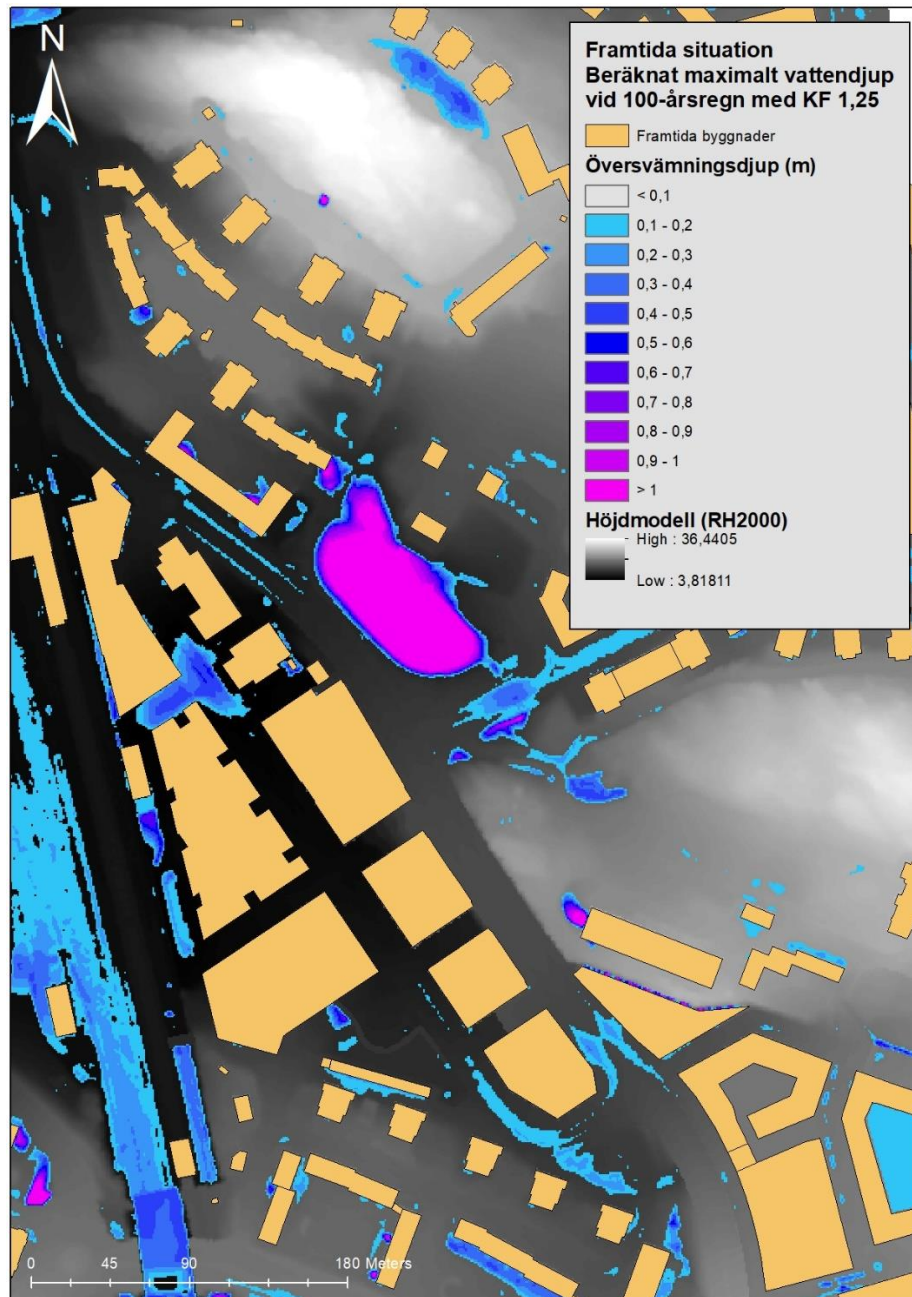 N
Framtida situation
Beräknat maximalt vattendjup
vid 100-årsregn med KF 1,25
Framtida byggnader
Översvämningsdjup (m)
< 0,1
0,1 - 0,2
0,2 - 0,3
0,3 - 0,4
0,4 - 0,5
0,5 - 0,6
0,6 - 0,7
0,7 - 0,8
0,8 - 0,9
0,9 - 1
> 1
Höjdmodell (RH2000)
High : 36,4405
Low : 3,81811
0 45 90 180 Meters